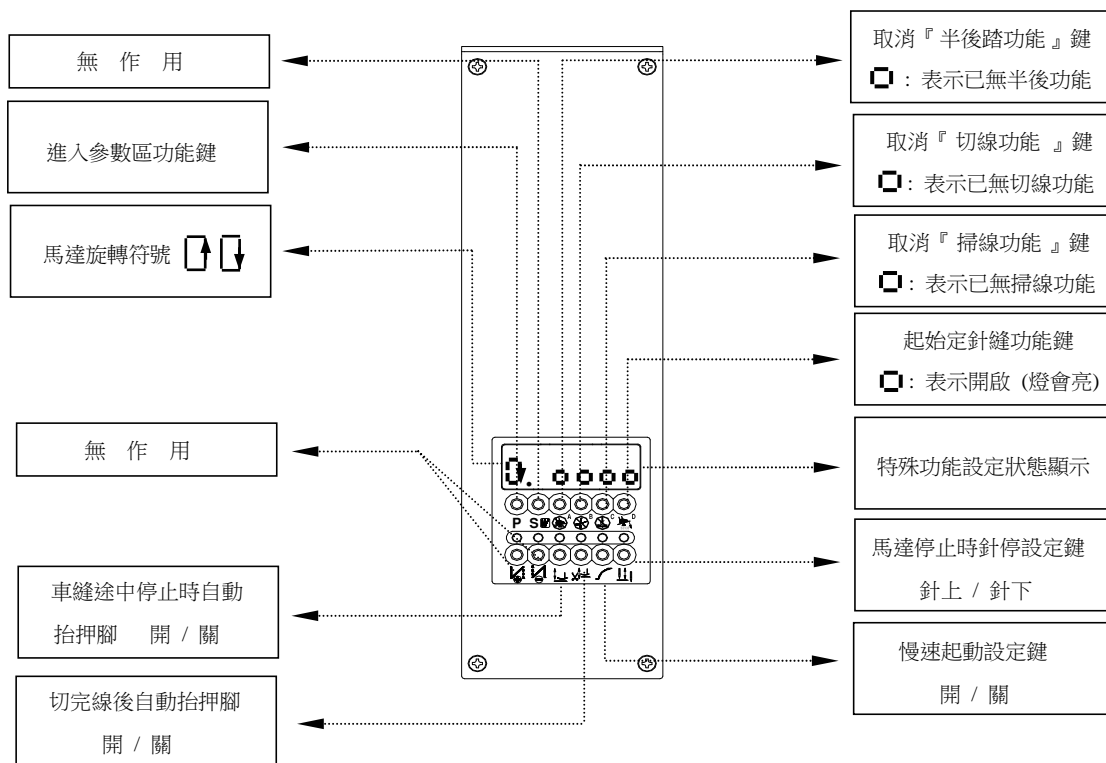 無 作 用
進入參數區功能鍵
馬達旋轉符號
無 作 用
車縫途中停止時自動
抬押腳 開 / 關
切完線後自動抬押腳
開 / 關
P S A B C D
取消『 半後踏功能 』鍵
: 表示已無半後功能
取消『 切線功能 』鍵
: 表示已無切線功能
取消『 掃線功能 』鍵
: 表示已無掃線功能
起始定針縫功能鍵
: 表示開啟 (燈會亮)
特殊功能設定狀態顯示
馬達停止時針停設定鍵
針上 / 針下
慢速起動設定鍵
開 / 關